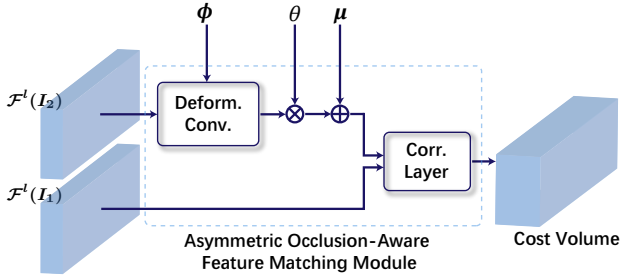 ϕ θ μ
𝓕ˡ(I₂)
Deform.
Conv.
⊗ ⊕
𝓕ˡ(I₁)
Corr.
Layer
Asymmetric Occlusion-Aware
Feature Matching Module
Cost Volume